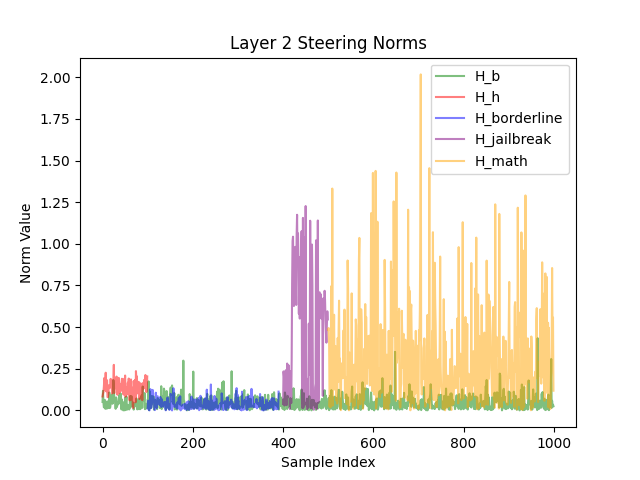 Layer 2 Steering Norms
H_b
H_h
H_borderline
H_jailbreak
H_math
2.00
1.75
1.50
1.25
1.00
0.75
0.50
0.25
0.00
Norm Value
0 200 400 600 800 1000
Sample Index